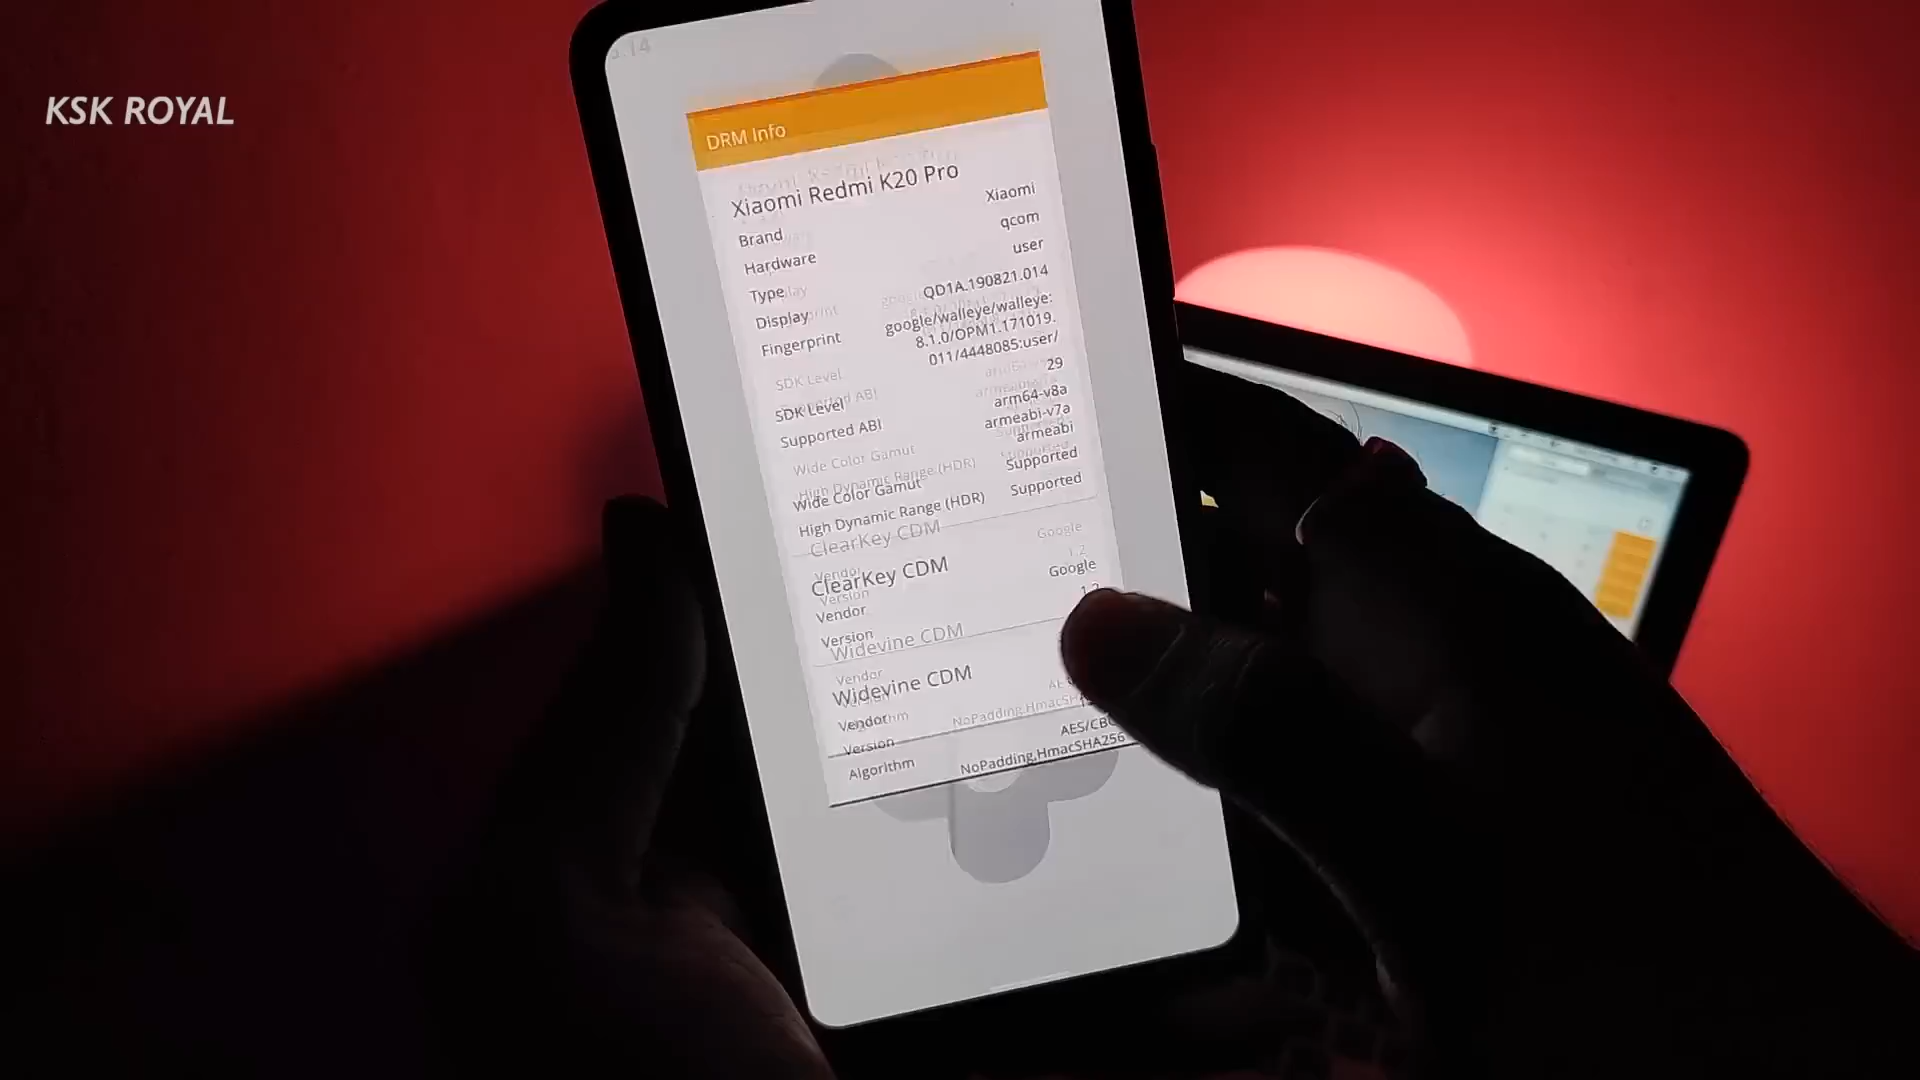 KSK ROYAL
DRM Info
Xiaomi Redmi K20 Pro
Brand Xiaomi
Hardware qcom
Type user
Display QD1A.190821.014
Fingerprint google/walleye/walleye:
8.1.0/OPM1.171019.
011/4448085:user/
SDK Level 29
Supported ABI arm64-v8a
armeabi-v7a
armeabi
Wide Color Gamut Supported
High Dynamic Range (HDR) Supported
ClearKey CDM
Vendor Google
Version 1.2
Widevine CDM
Vendor
Version
Algorithm AES/CBC
NoPadding,HmacSHA256